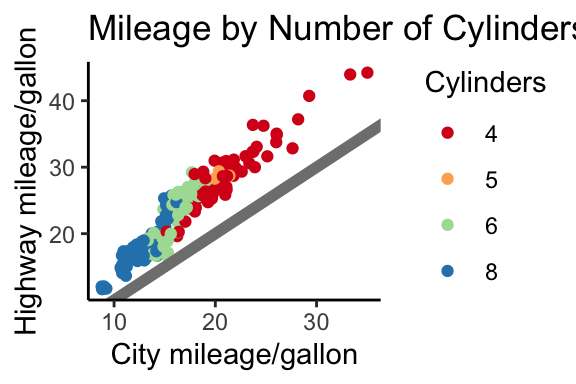 Mileage by Number of Cylinders
Highway mileage/gallon
40
30
20
10
20
30
City mileage/gallon
Cylinders
4
5
6
8